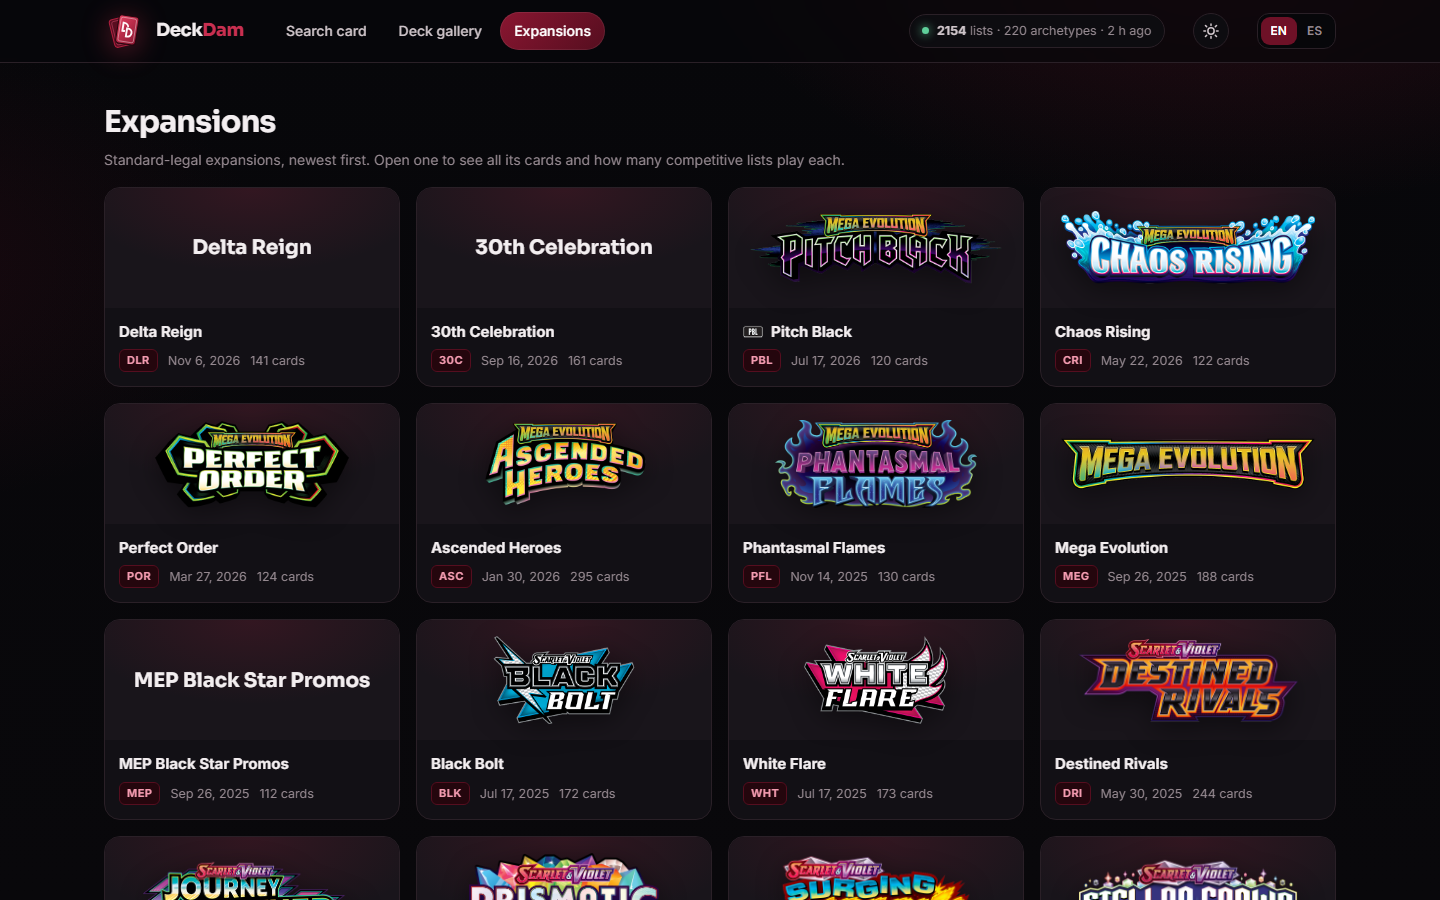 DeckDam
Search card
Deck gallery
Expansions
2154 lists · 220 archetypes · 2 h ago
EN
ES
Expansions
Standard-legal expansions, newest first. Open one to see all its cards and how many competitive lists play each.
Delta Reign
30th Celebration
MEGA EVOLUTION
PITCH BLACK
MEGA EVOLUTION
CHAOS RISING
Delta Reign
DLR Nov 6, 2026 141 cards
30th Celebration
30C Sep 16, 2026 161 cards
PBL Pitch Black
PBL Jul 17, 2026 120 cards
Chaos Rising
CRI May 22, 2026 122 cards
MEGA EVOLUTION
PERFECT
ORDER
MEGA EVOLUTION
ASCENDED
HEROES
MEGA EVOLUTION
PHANTASMAL
FLAMES
MEGA EVOLUTION
Perfect Order
POR Mar 27, 2026 124 cards
Ascended Heroes
ASC Jan 30, 2026 295 cards
Phantasmal Flames
PFL Nov 14, 2025 130 cards
Mega Evolution
MEG Sep 26, 2025 188 cards
MEP Black Star Promos
SCARLET & VIOLET
BLACK
BOLT
SCARLET & VIOLET
WHITE
FLARE
SCARLET & VIOLET
DESTINED
RIVALS
MEP Black Star Promos
MEP Sep 26, 2025 112 cards
Black Bolt
BLK Jul 17, 2025 172 cards
White Flare
WHT Jul 17, 2025 173 cards
Destined Rivals
DRI May 30, 2025 244 cards
SCARLET & VIOLET
JOURNEY
SCARLET & VIOLET
PRISMATIC
SCARLET & VIOLET
SURGING
SCARLET & VIOLET
STELLAR CROWN